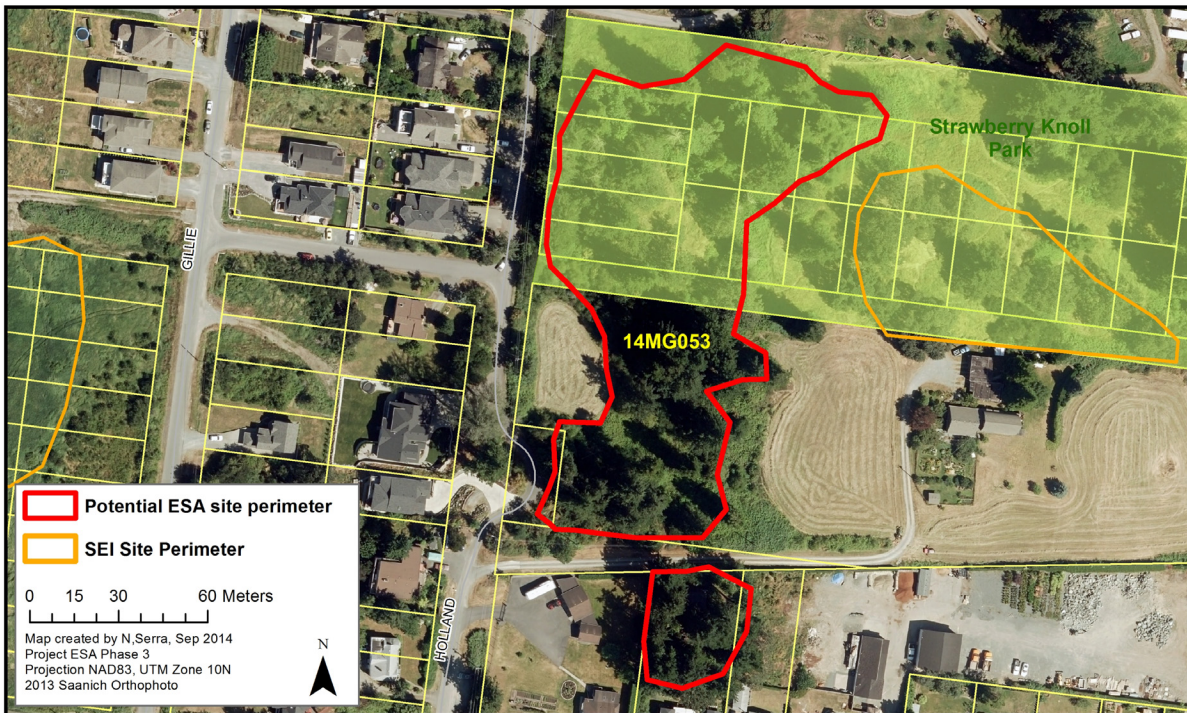 Strawberry Knoll
Park
GILLIE
14MG053
Potential ESA site perimeter
SEI Site Perimeter
0 15 30 60 Meters
Map created by N,Serra, Sep 2014
Project ESA Phase 3
Projection NAD83, UTM Zone 10N
2013 Saanich Orthophoto
N
HOLLAND